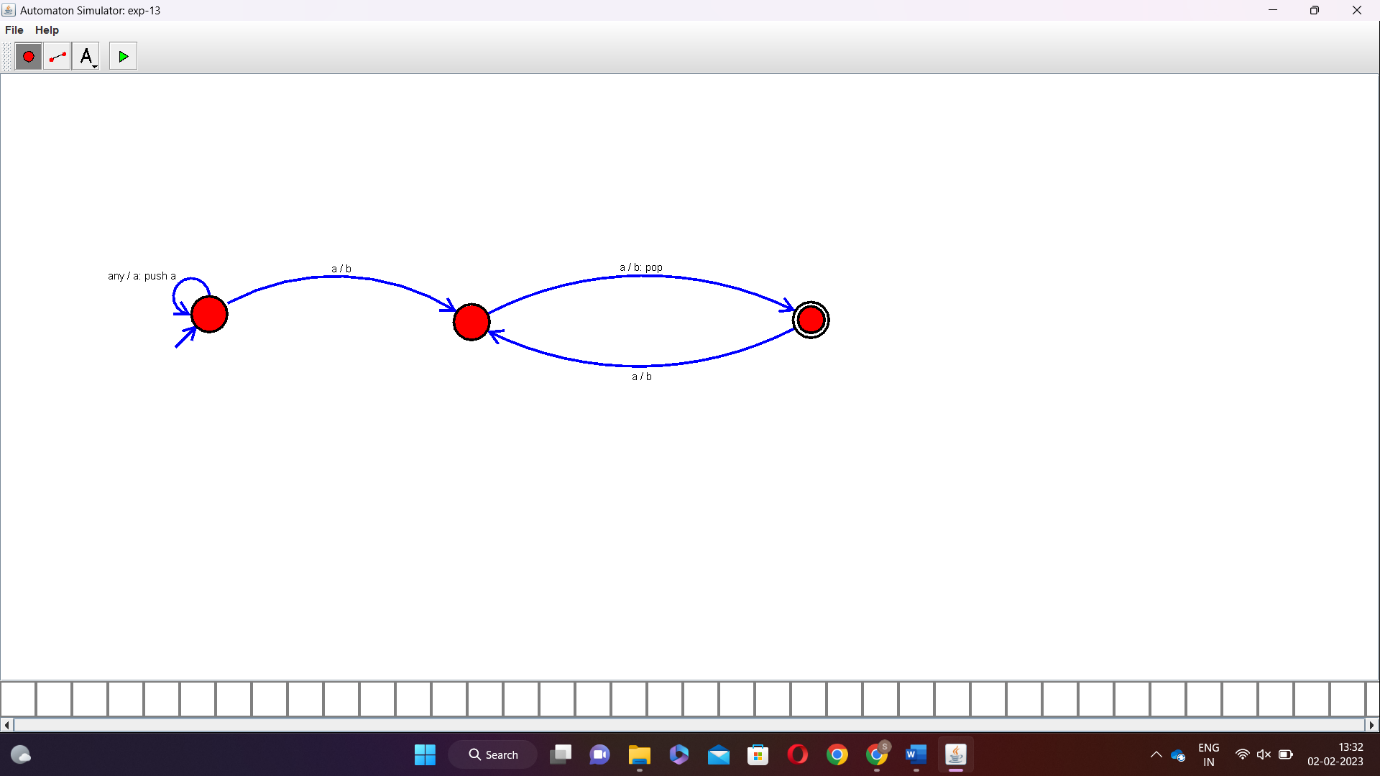 Automaton Simulator: exp-13
File Help
A
any / a: push a
a / b
a / b: pop
a / b
Search
S
ENG
IN
13:32
02-02-2023